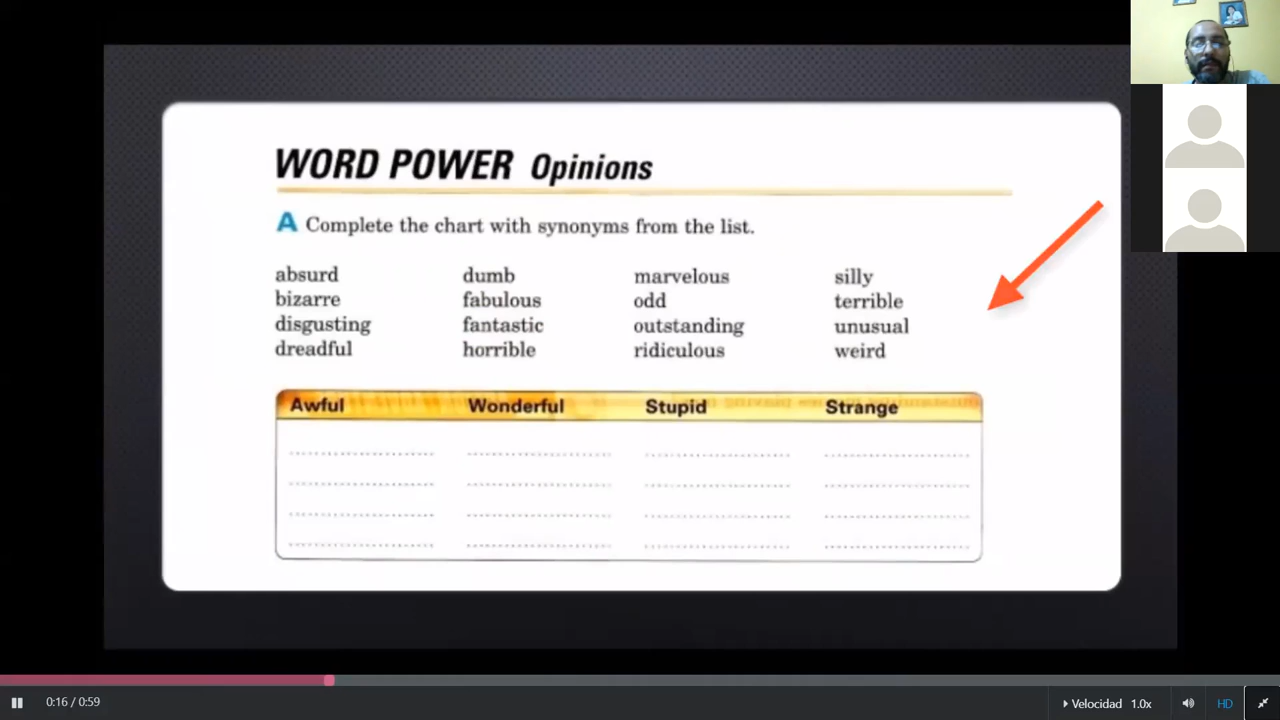 WORD POWER Opinions
A Complete the chart with synonyms from the list.
absurd dumb marvelous silly
bizarre fabulous odd terrible
disgusting fantastic outstanding unusual
dreadful horrible ridiculous weird
Awful Wonderful Stupid Strange
0:16 / 0:59
Velocidad 1.0x
HD